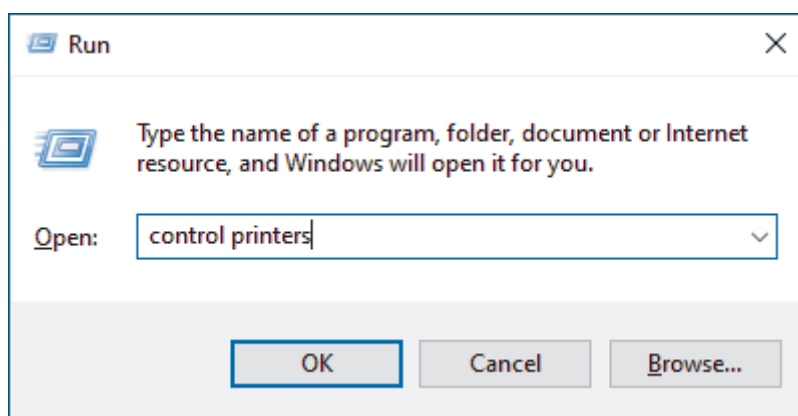 Run
Type the name of a program, folder, document or Internet
resource, and Windows will open it for you.
Open:
control printers
OK
Cancel
Browse...